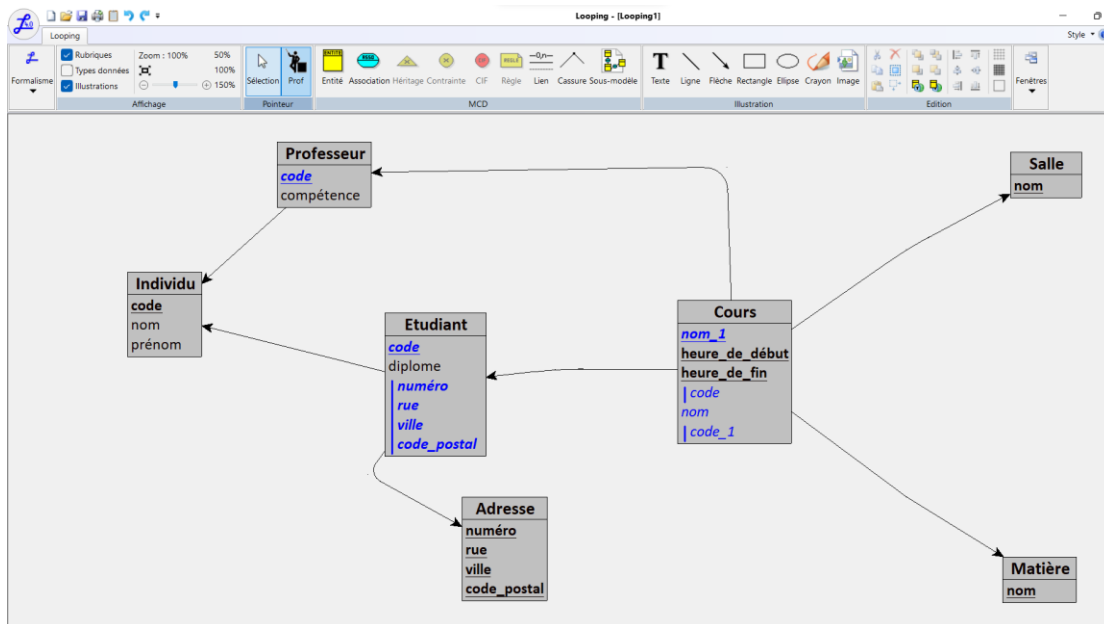 Looping - [Looping1]
Looping
Style
Rubriques
Types données
Illustrations
Zoom : 100%
50%
100%
150%
Formalisme
Affichage
Sélection
Prof
Pointeur
ENTITÉ
RÈGLE
-0,n-
Entité
Association
Héritage
Contrainte
CIF
Règle
Lien
Cassure
Sous-modèle
MCD
Texte
Ligne
Flèche
Rectangle
Ellipse
Crayon
Image
Illustration
Edition
Fenêtres
Professeur
code
compétence
Salle
nom
Individu
code
nom
prénom
Etudiant
code
diplome
numéro
rue
ville
code_postal
Cours
nom_1
heure_de_début
heure_de_fin
code
nom
code_1
Adresse
numéro
rue
ville
code_postal
Matière
nom